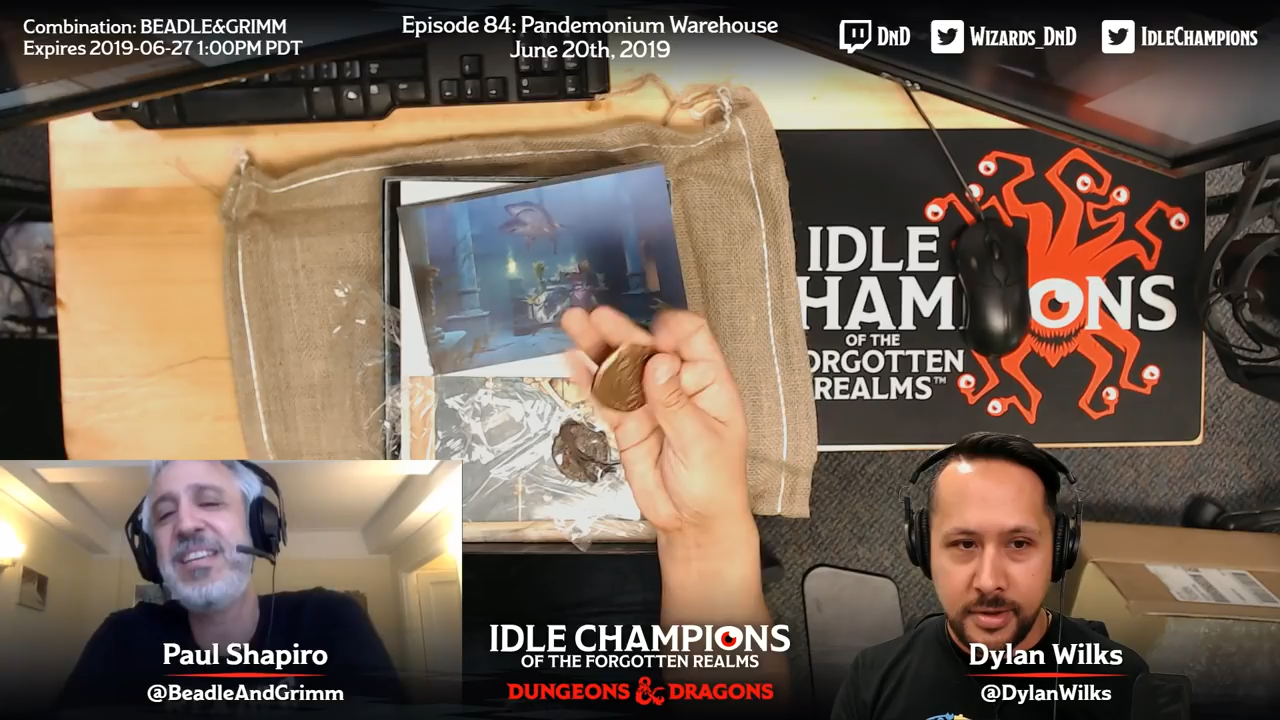 Combination: BEADLE&GRIMM
Expires 2019-06-27 1:00PM PDT
Episode 84: Pandemonium Warehouse
June 20th, 2019
DnD
Wizards_DnD
IdleChampions
IDLE
HAMPIONS
OF THE
ORGOTTEN
REALMS™
Paul Shapiro
@BeadleAndGrimm
IDLE CHAMPIONS
OF THE FORGOTTEN REALMS
DUNGEONS & DRAGONS
Dylan Wilks
@DylanWilks